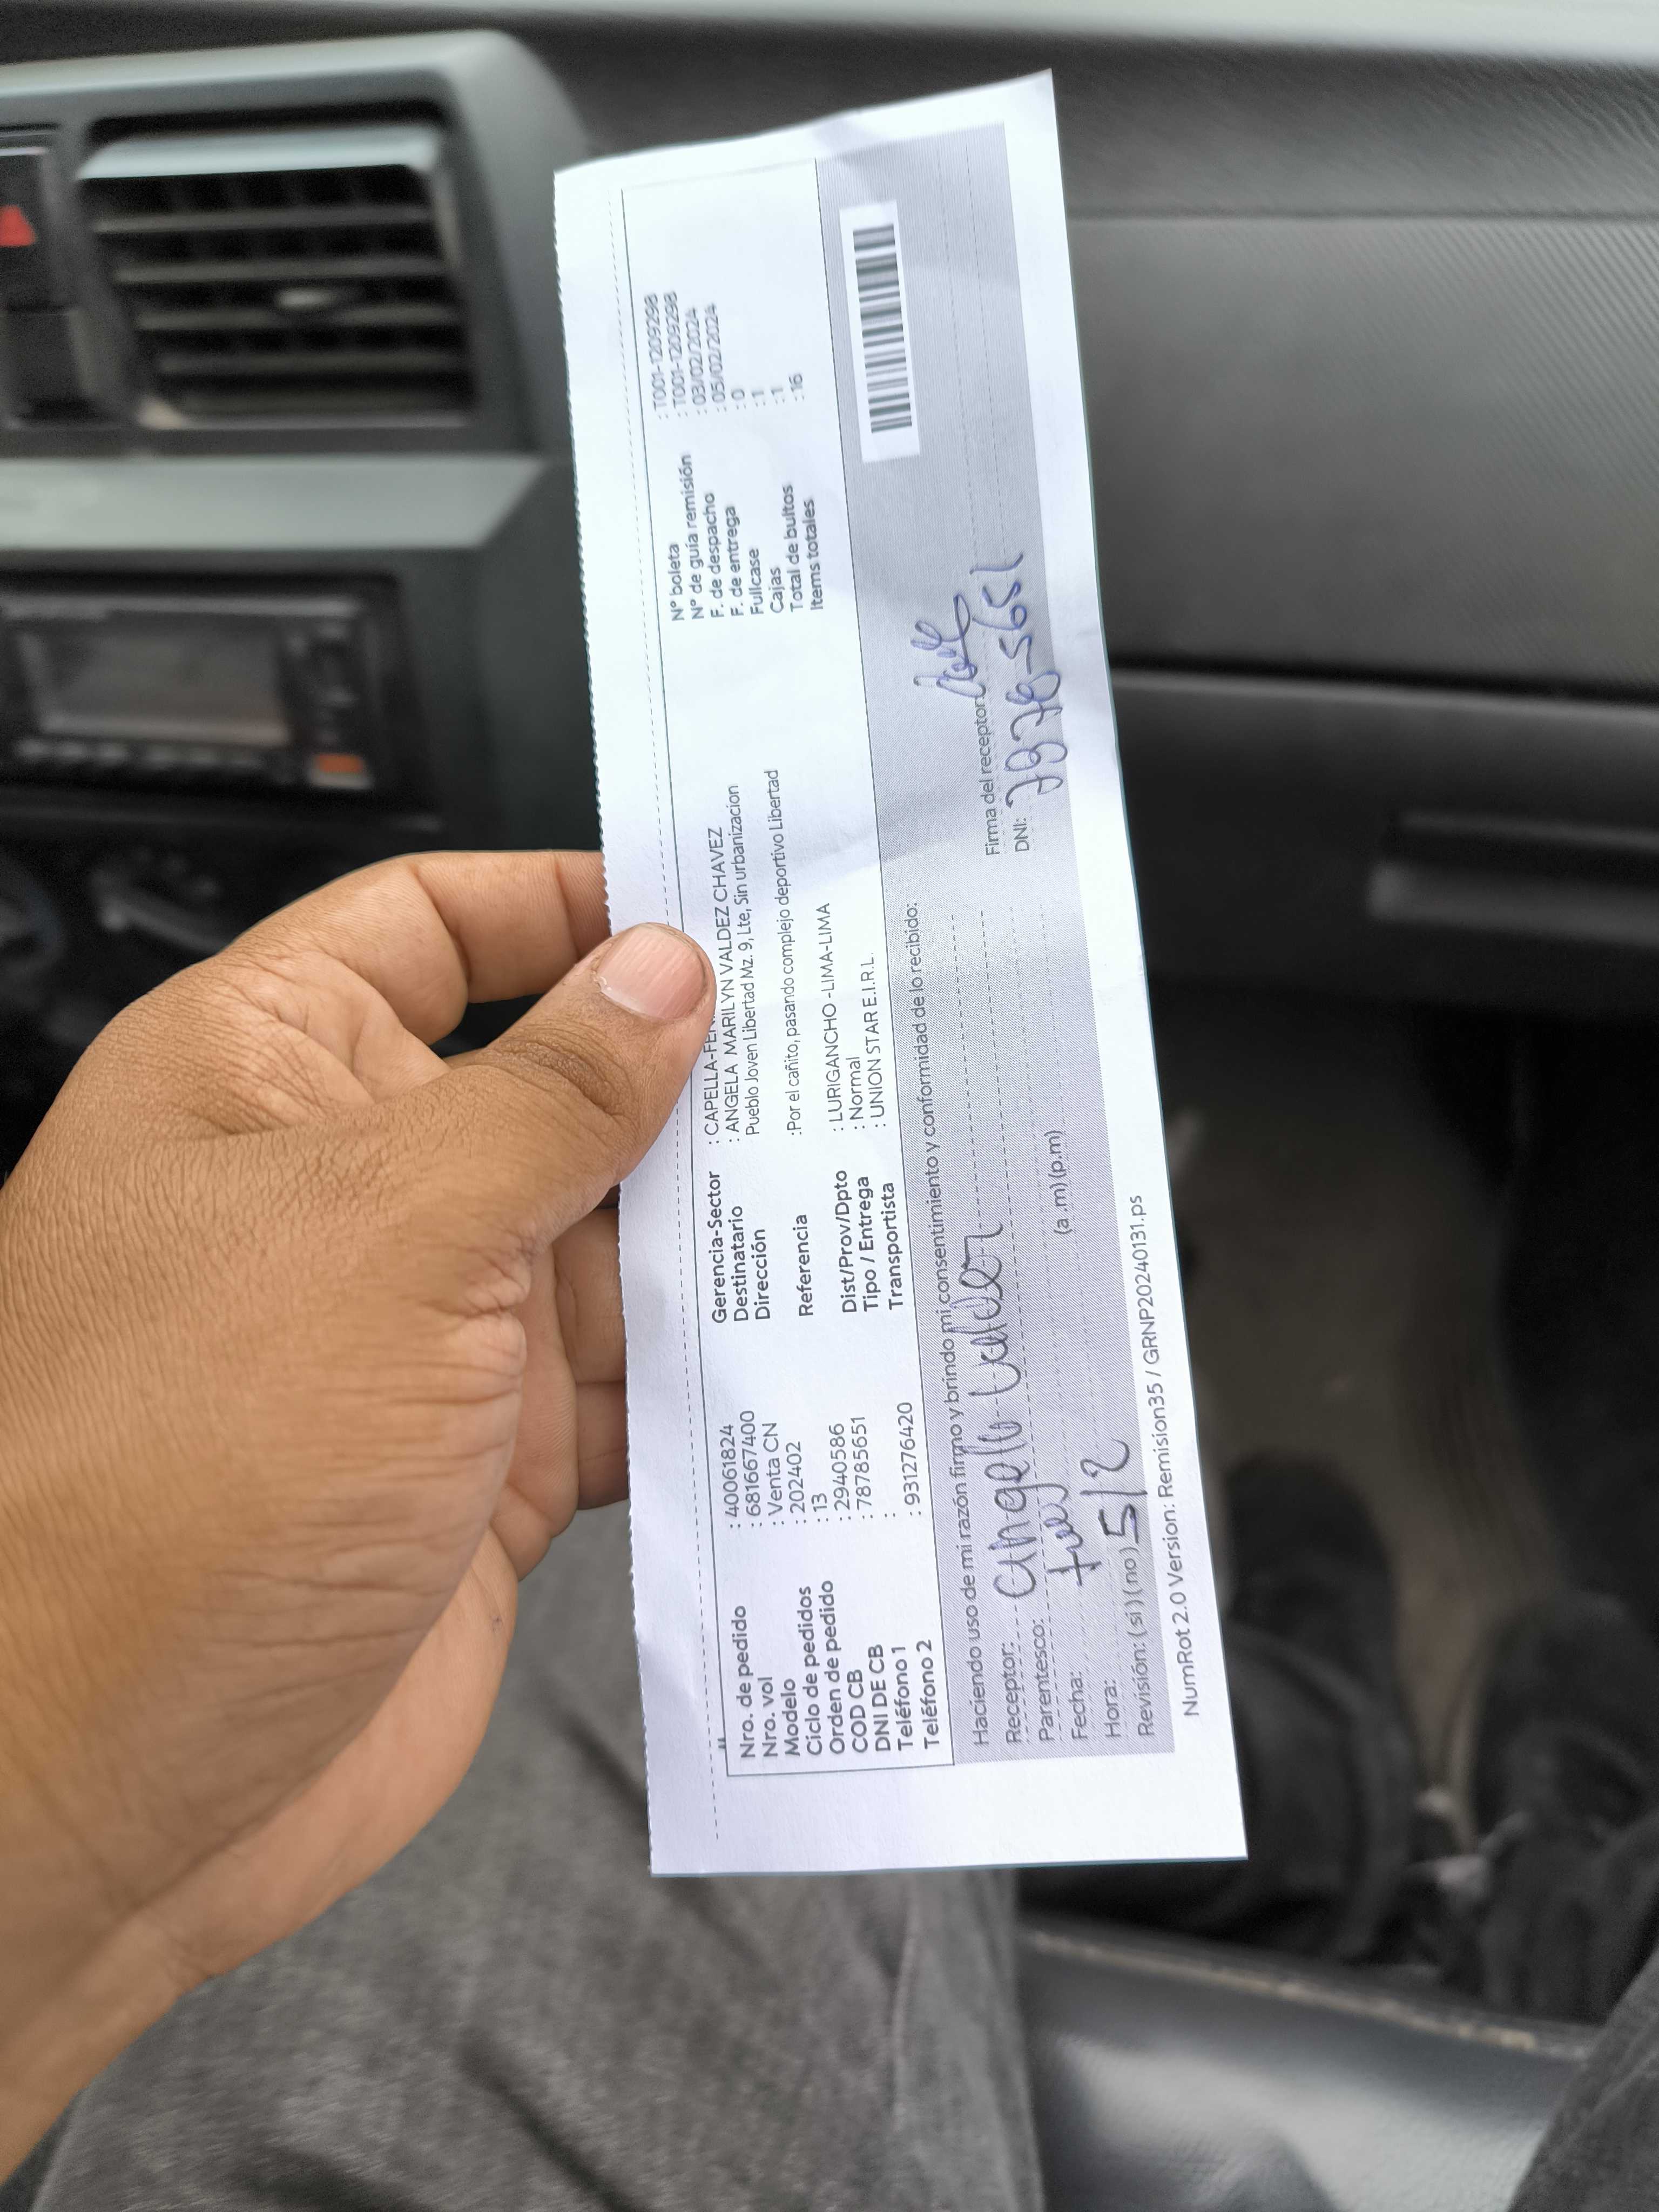 Nro. de pedido : 40061824
Nro. vol : 681667400
Modelo : Venta CN
Ciclo de pedidos : 202402
Orden de pedido : 13
COD CB : 2940586
DNI DE CB : 78785651
Teléfono 1 :
Teléfono 2 : 931276420
Gerencia-Sector : CAPELLA-
Destinatario : ANGELA MARILYN VALDEZ CHAVEZ
Dirección Pueblo Joven Libertad Mz. 9, Lte, Sin urbanizacion
Referencia :Por el cañito, pasando complejo deportivo Libertad
Dist/Prov/Dpto : LURIGANCHO -LIMA-LIMA
Tipo / Entrega : Normal
Transportista : UNION STAR E.I.R.L.
N° boleta : T001-1209298
N° de guía remisión : T001-1209298
F. de despacho : 03/02/2024
F. de entrega : 05/02/2024
Fullcase : 0
Cajas : 1
Total de bultos : 1
Items totales : 16
Haciendo uso de mi razón firmo y brindo mi consentimiento y conformidad de lo recibido:
Receptor: Angela Valdez
Parentesco:
Fecha:
Hora: (a .m) (p.m)
Revisión: (si) (no) 5/2
Firma del receptor
DNI: 78785651
NumRot 2.0 Version: Remision35 / GRNP20240131.ps